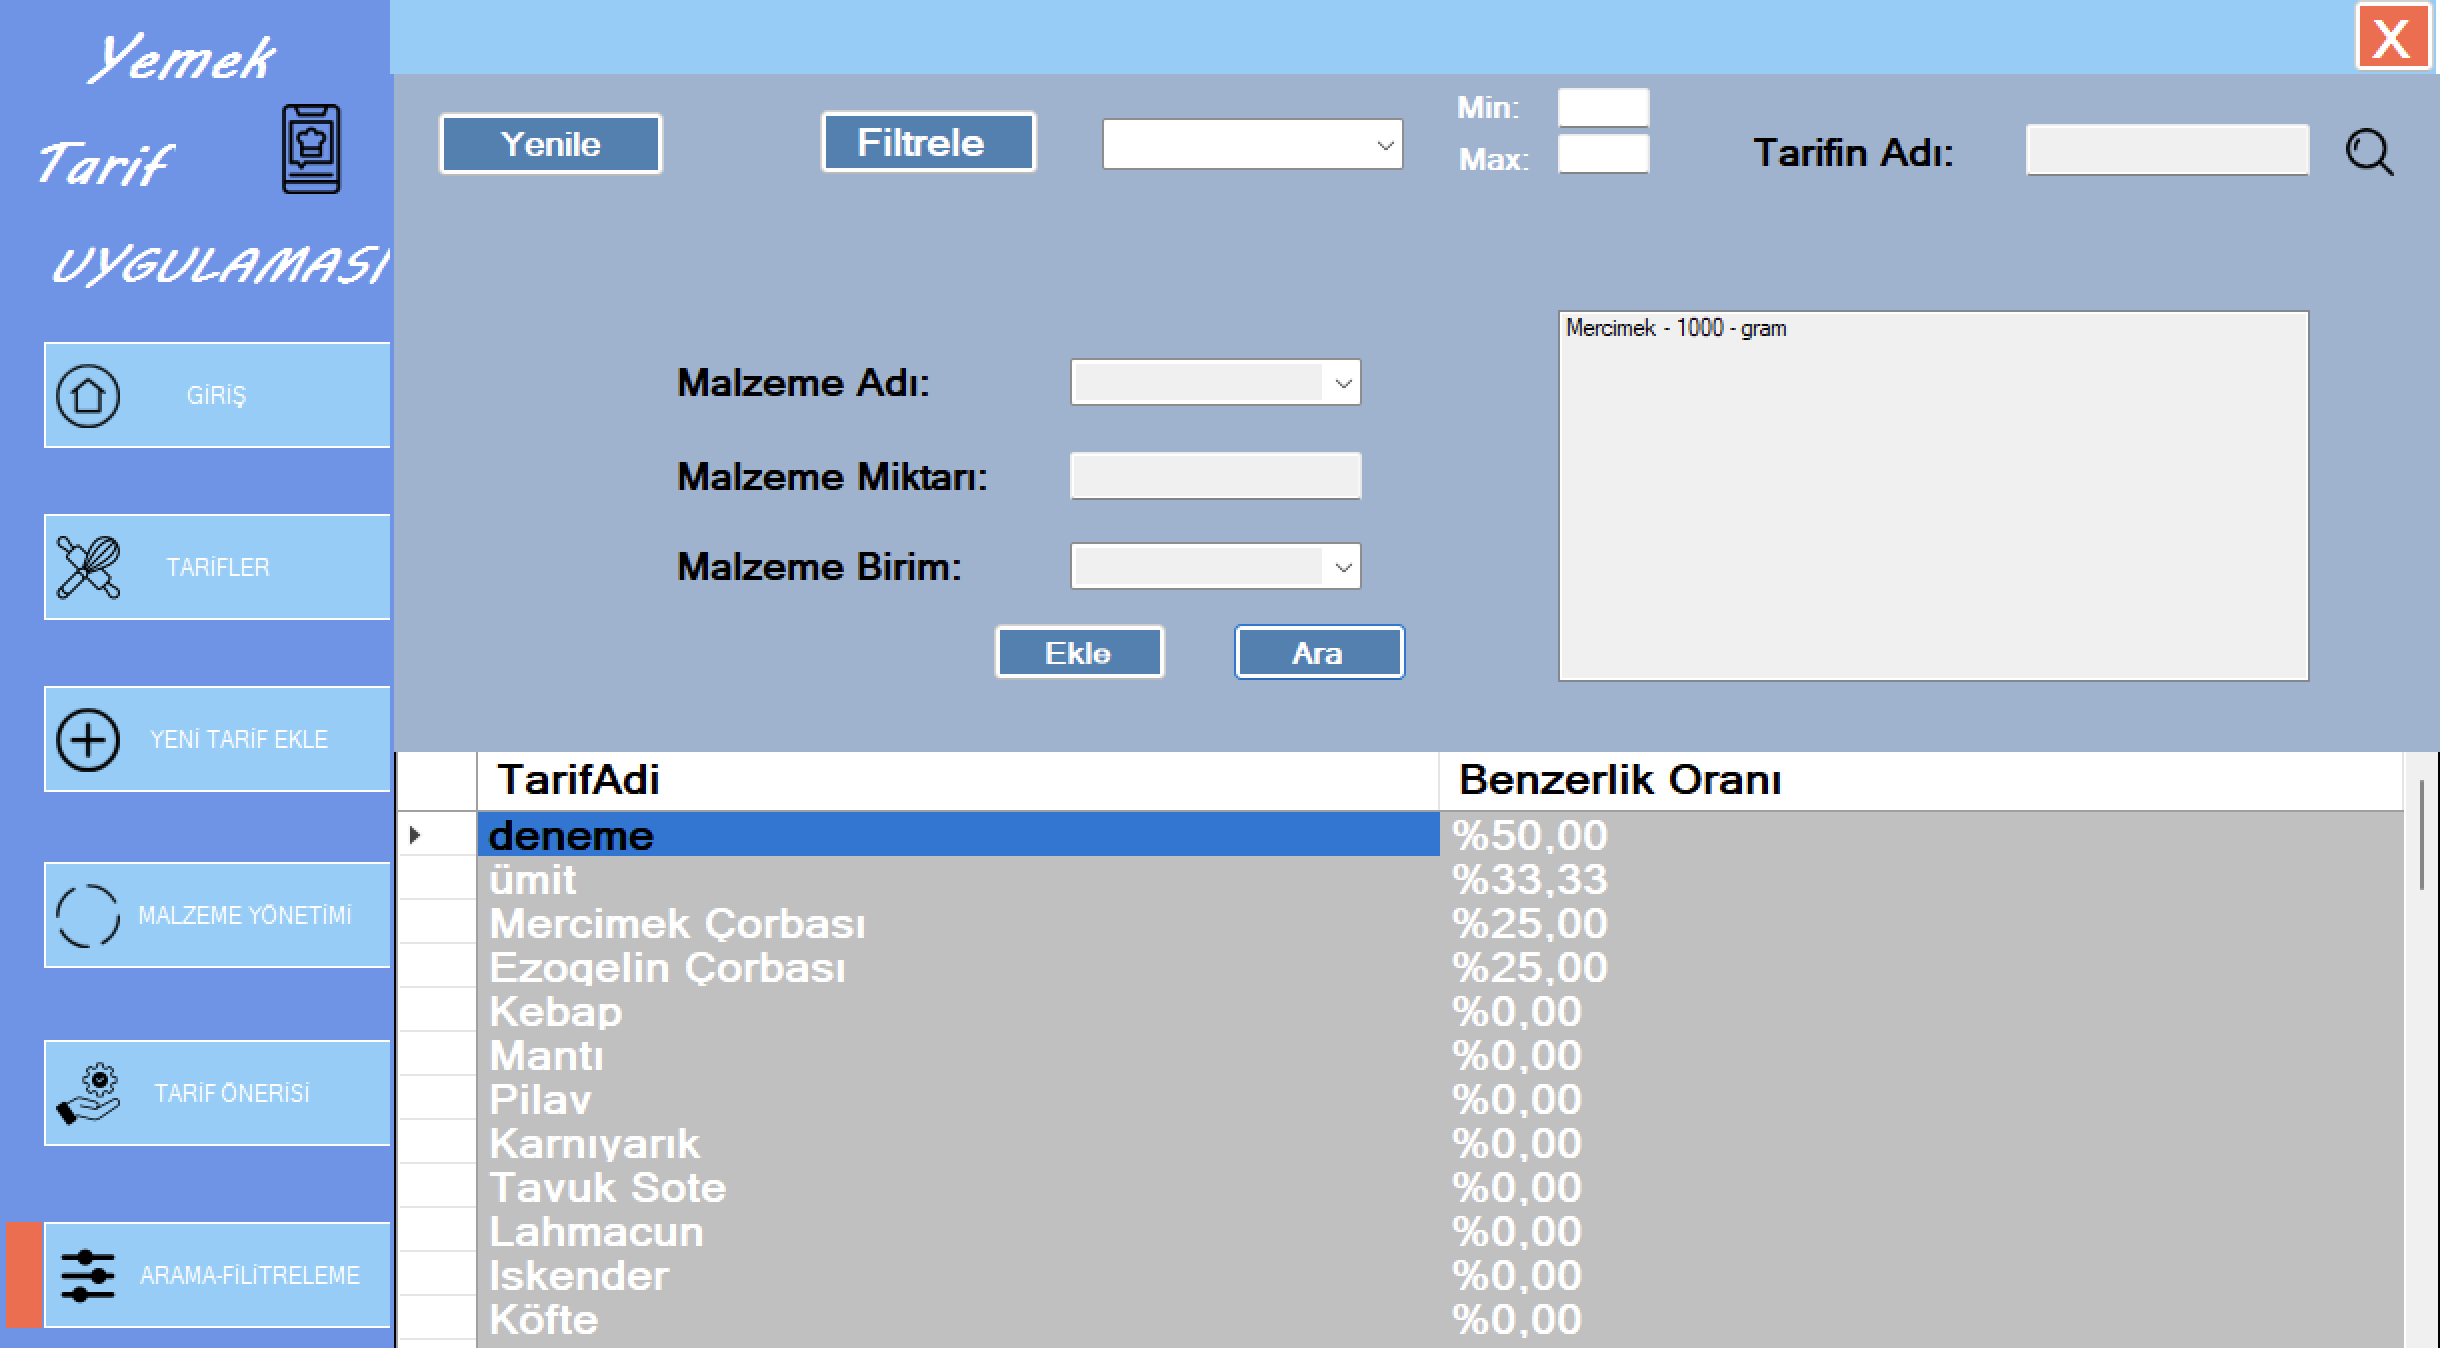 Yemek
Tarif
UYGULAMASI
GİRİŞ
TARİFLER
YENİ TARİF EKLE
MALZEME YÖNETİMİ
TARİF ÖNERİSİ
ARAMA-FİLİTRELEME
X
Yenile
Filtrele
Min:
Max:
Tarifin Adı:
Malzeme Adı:
Malzeme Miktarı:
Malzeme Birim:
Ekle
Ara
Mercimek - 1000 - gram
TarifAdi Benzerlik Oranı
deneme %50,00
ümit %33,33
Mercimek Çorbası %25,00
Ezogelin Çorbası %25,00
Kebap %0,00
Mantı %0,00
Pilav %0,00
Karnıyarık %0,00
Tavuk Sote %0,00
Lahmacun %0,00
Iskender %0,00
Köfte %0,00